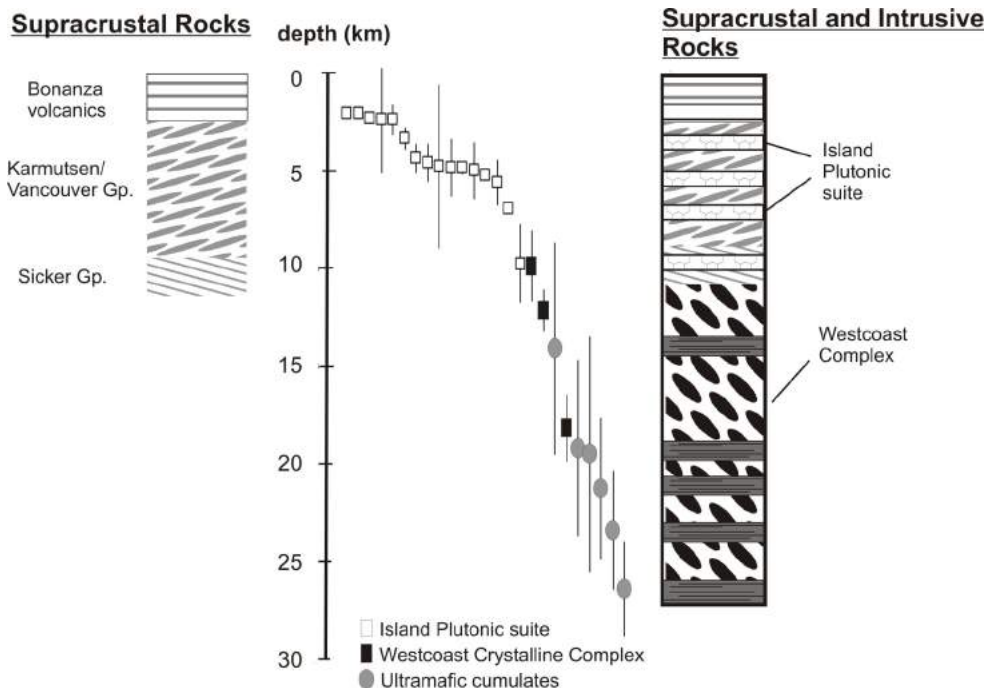 Supracrustal Rocks
depth (km)
Supracrustal and Intrusive
Rocks
Bonanza
volcanics
Karmutsen/
Vancouver Gp.
Sicker Gp.
0
5
10
15
20
25
30
Island
Plutonic
suite
Westcoast
Complex
Island Plutonic suite
Westcoast Crystalline Complex
Ultramafic cumulates